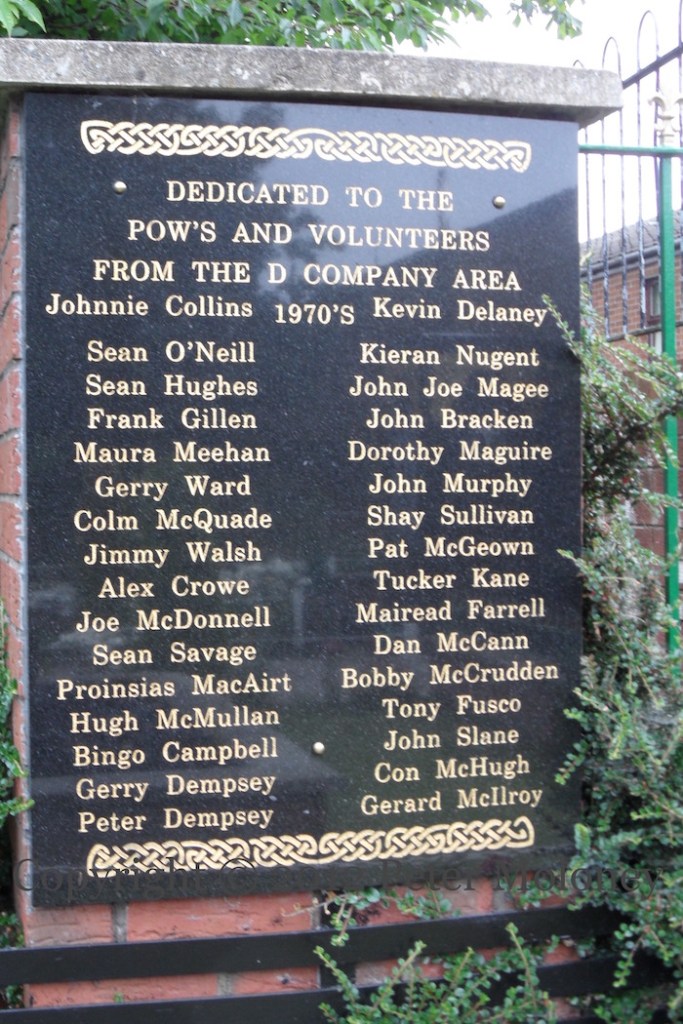 DEDICATED TO THE
POW'S AND VOLUNTEERS
FROM THE D COMPANY AREA
Johnnie Collins 1970'S Kevin Delaney
Sean O'Neill
Sean Hughes
Frank Gillen
Maura Meehan
Gerry Ward
Colm McQuade
Jimmy Walsh
Alex Crowe
Joe McDonnell
Sean Savage
Proinsias MacAirt
Hugh McMullan
Bingo Campbell
Gerry Dempsey
Peter Dempsey
Kieran Nugent
John Joe Magee
John Bracken
Dorothy Maguire
John Murphy
Shay Sullivan
Pat McGeown
Tucker Kane
Mairead Farrell
Dan McCann
Bobby McCrudden
Tony Fusco
John Slane
Con McHugh
Gerard McIlroy
Copyright © Peter Moloney